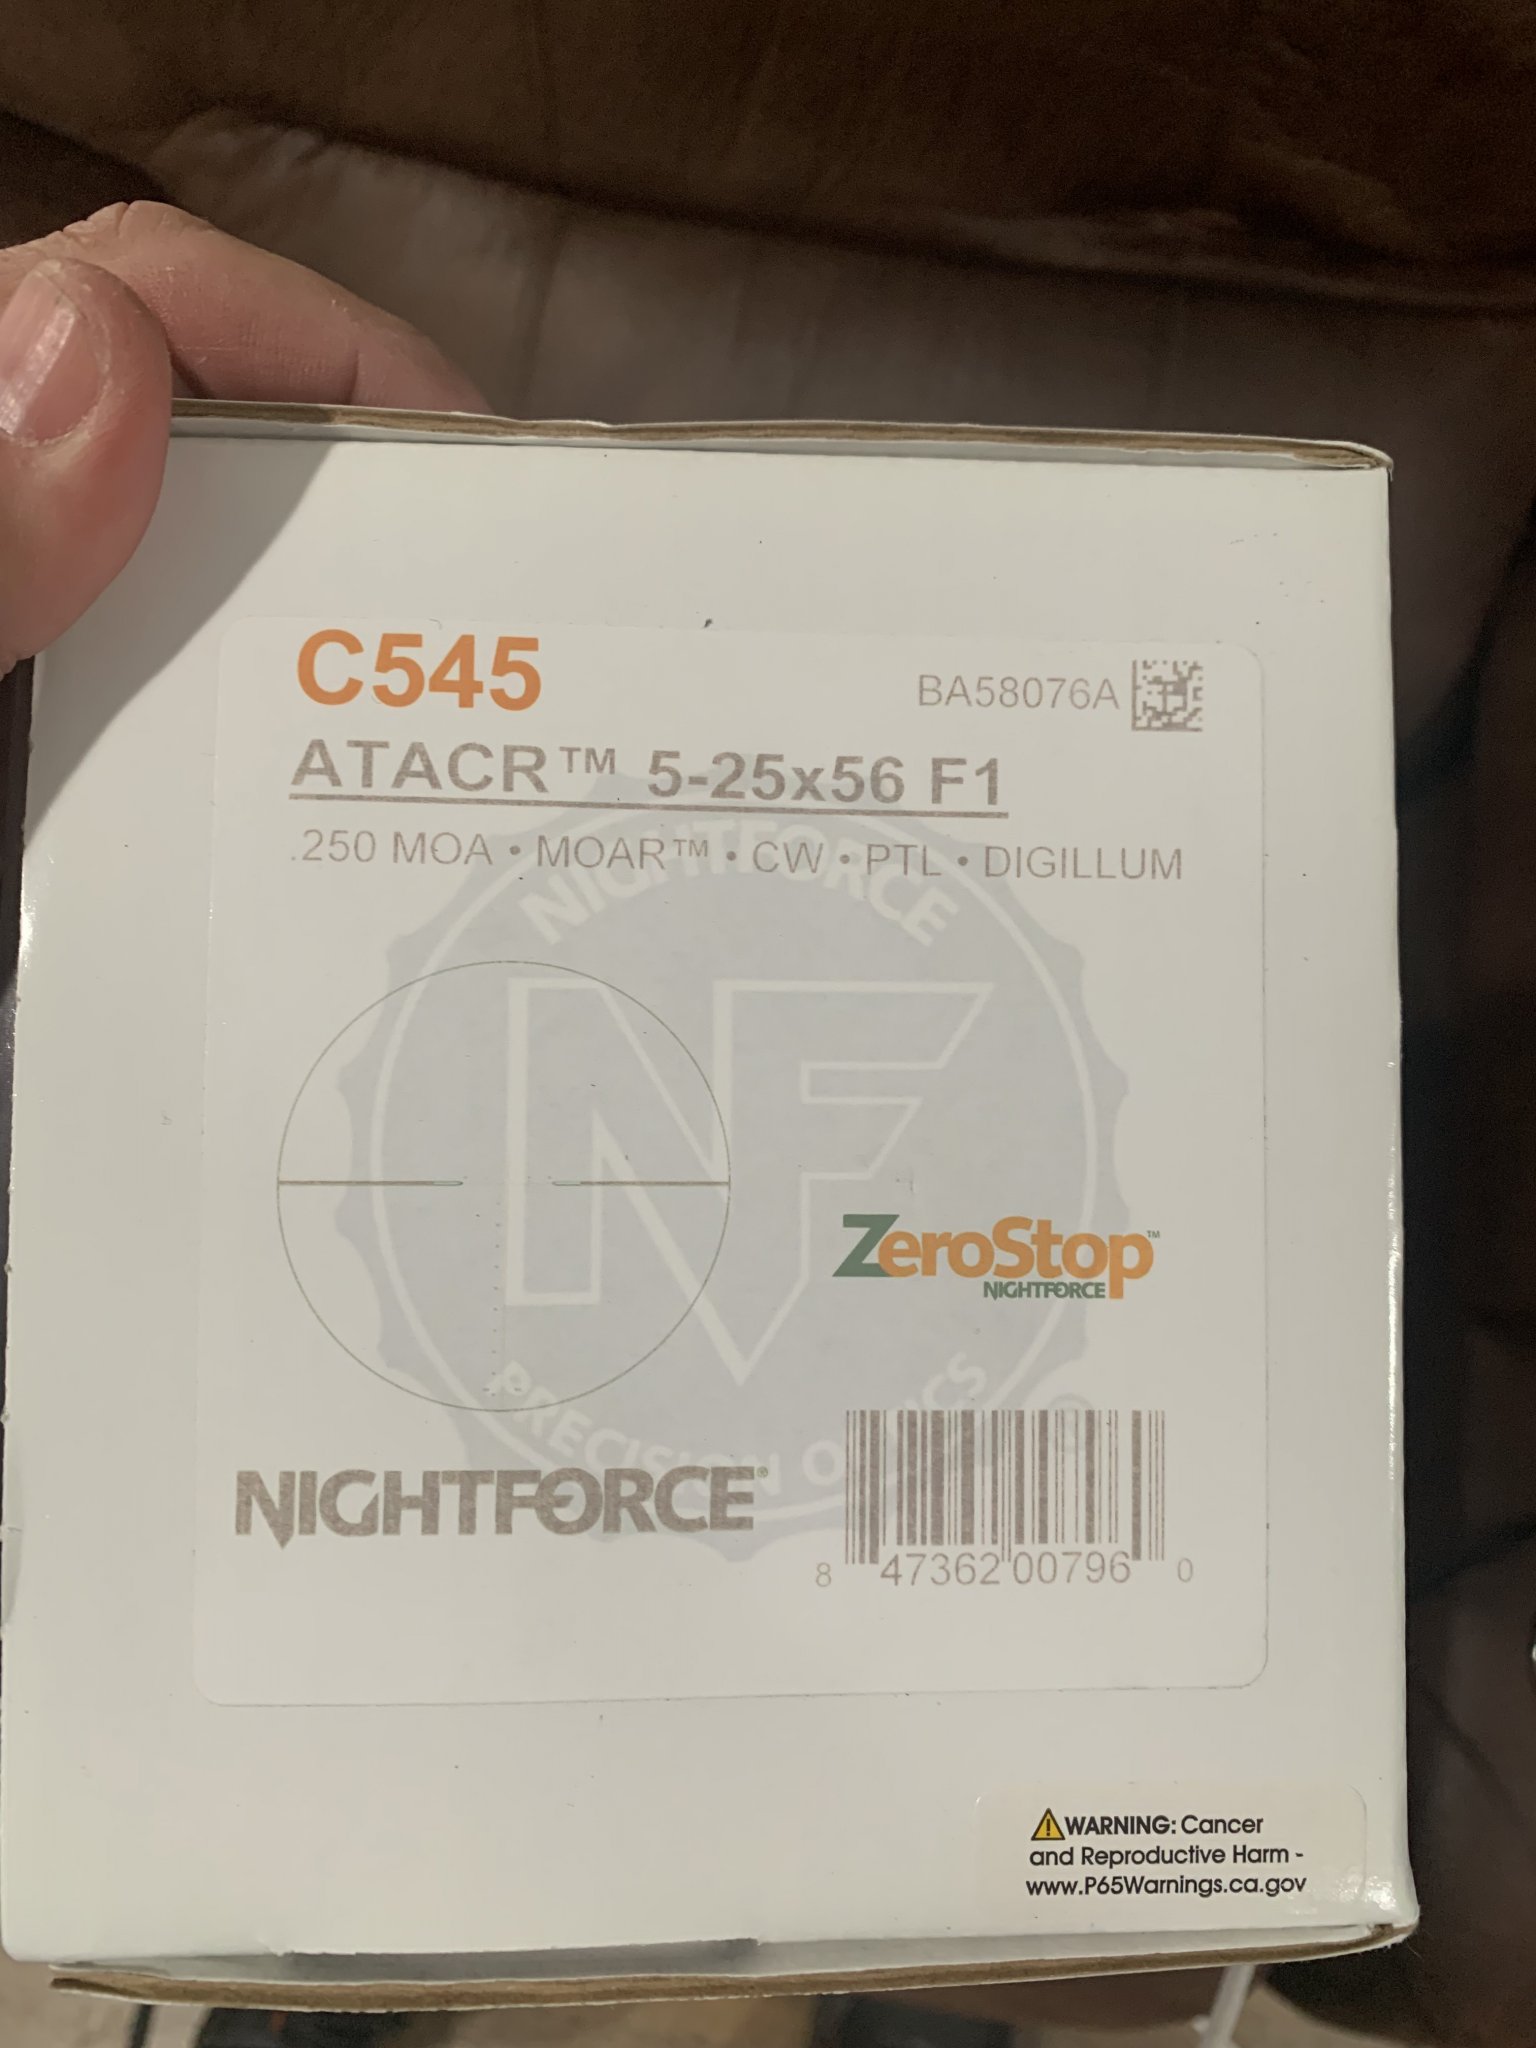 C545
BA58076A
ATACR™ 5-25x56 F1
.250 MOA • MOAR™ • CW • PTL • DIGILLUM
NIGHTFORCE
NF
ZeroStop™
NIGHTFORCE
PRECISION OPTICS
®
NIGHTFORCE®
8 47362 00796 0
WARNING: Cancer
and Reproductive Harm -
www.P65Warnings.ca.gov